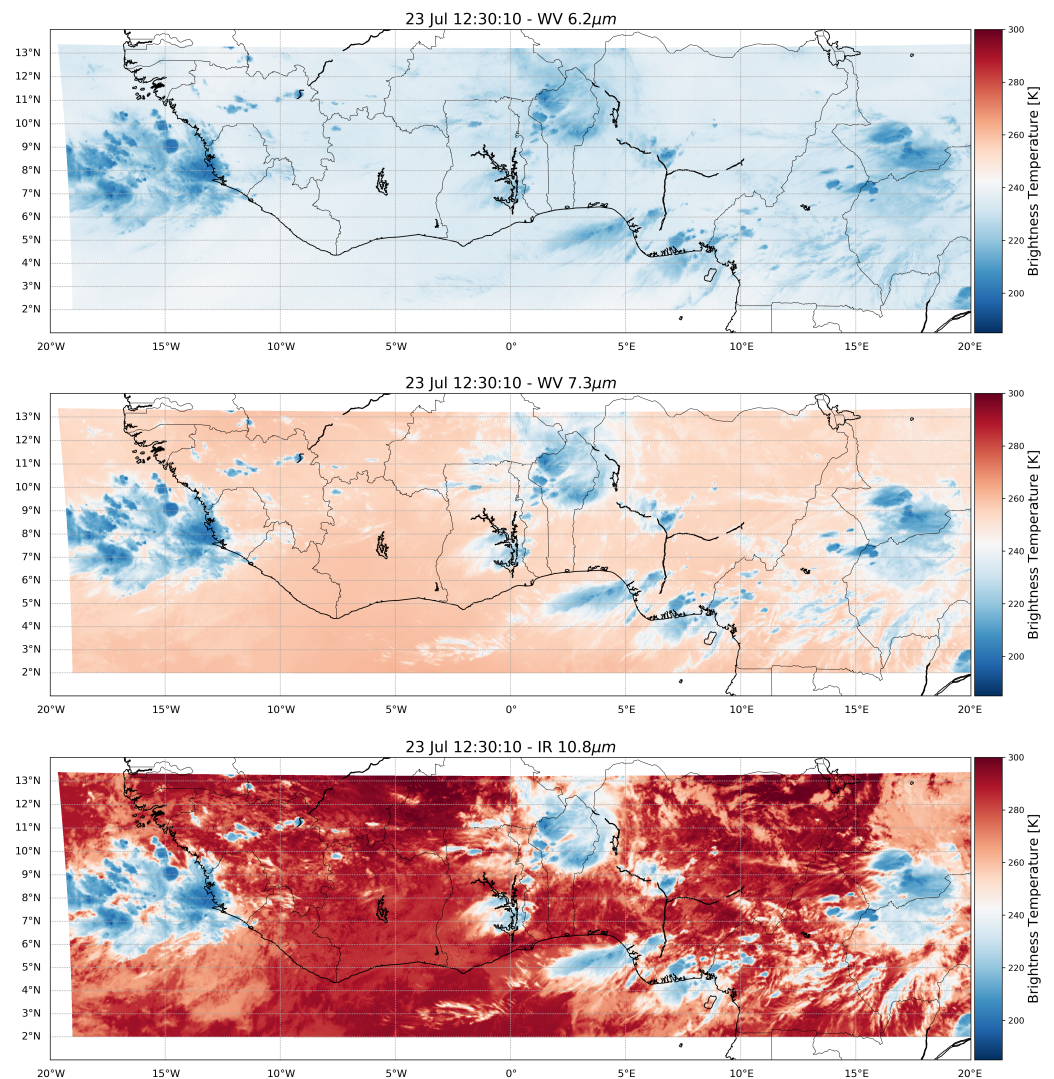 23 Jul 12:30:10 - WV 6.2μm
13°N
12°N
11°N
10°N
9°N
8°N
7°N
6°N
5°N
4°N
3°N
2°N
20°W 15°W 10°W 5°W 0° 5°E 10°E 15°E 20°E
300
280
260
240
220
200
Brightness Temperature [K]
23 Jul 12:30:10 - WV 7.3μm
13°N
12°N
11°N
10°N
9°N
8°N
7°N
6°N
5°N
4°N
3°N
2°N
20°W 15°W 10°W 5°W 0° 5°E 10°E 15°E 20°E
300
280
260
240
220
200
Brightness Temperature [K]
23 Jul 12:30:10 - IR 10.8μm
13°N
12°N
11°N
10°N
9°N
8°N
7°N
6°N
5°N
4°N
3°N
2°N
20°W 15°W 10°W 5°W 0° 5°E 10°E 15°E 20°E
300
280
260
240
220
200
Brightness Temperature [K]